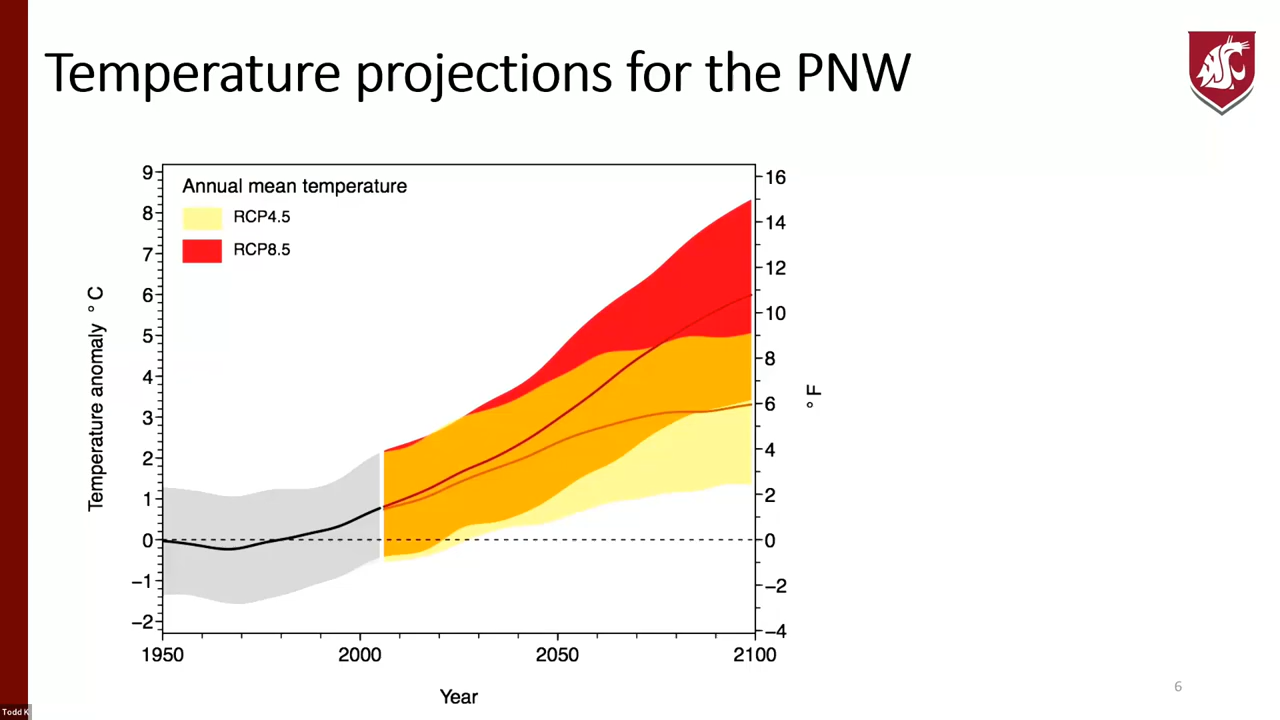 Temperature projections for the PNW
Annual mean temperature
RCP4.5
RCP8.5
9
8
7
6
5
4
3
2
1
0
−1
−2
Temperature anomaly °C
16
14
12
10
8
6
4
2
0
−2
−4
°F
1950 2000 2050 2100
Year
6
Todd K